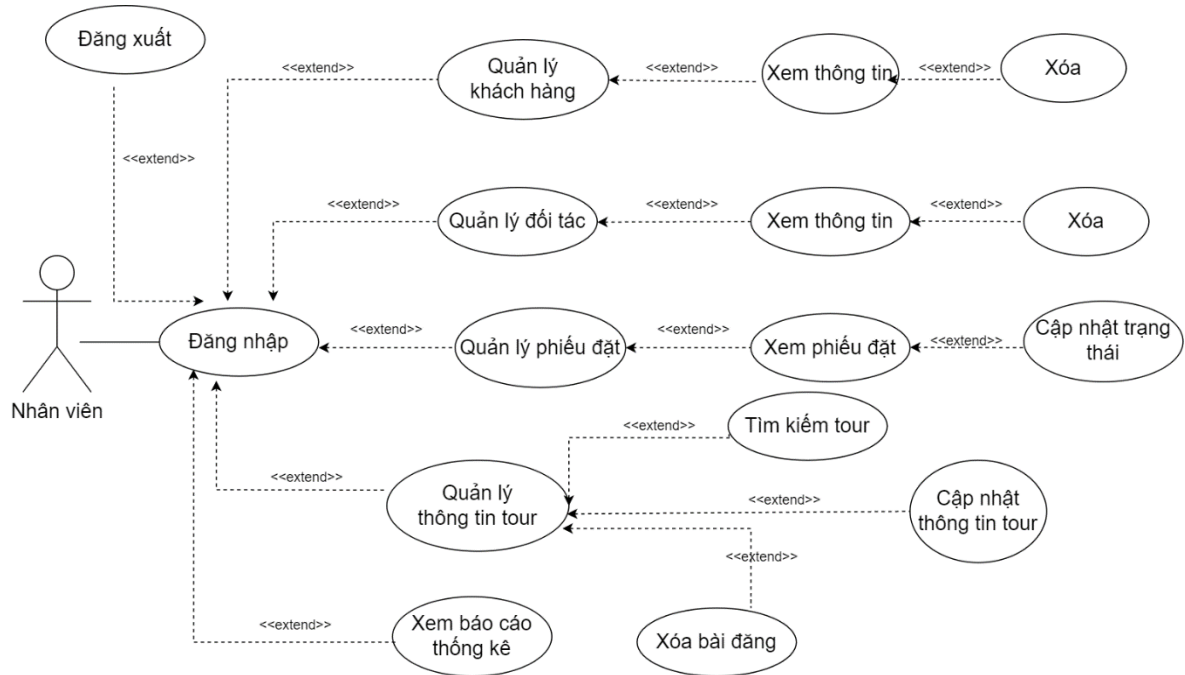 Đăng xuất
<<extend>>
<<extend>>
Quản lý
khách hàng
<<extend>>
Xem thông tin
<<extend>>
Xóa
<<extend>>
Quản lý đối tác
<<extend>>
Xem thông tin
<<extend>>
Xóa
Nhân viên
Đăng nhập
<<extend>>
Quản lý phiếu đặt
<<extend>>
Xem phiếu đặt
<<extend>>
Cập nhật trạng
thái
<<extend>>
Tìm kiếm tour
<<extend>>
Quản lý
thông tin tour
<<extend>>
Cập nhật
thông tin tour
<<extend>>
<<extend>>
Xem báo cáo
thống kê
Xóa bài đăng